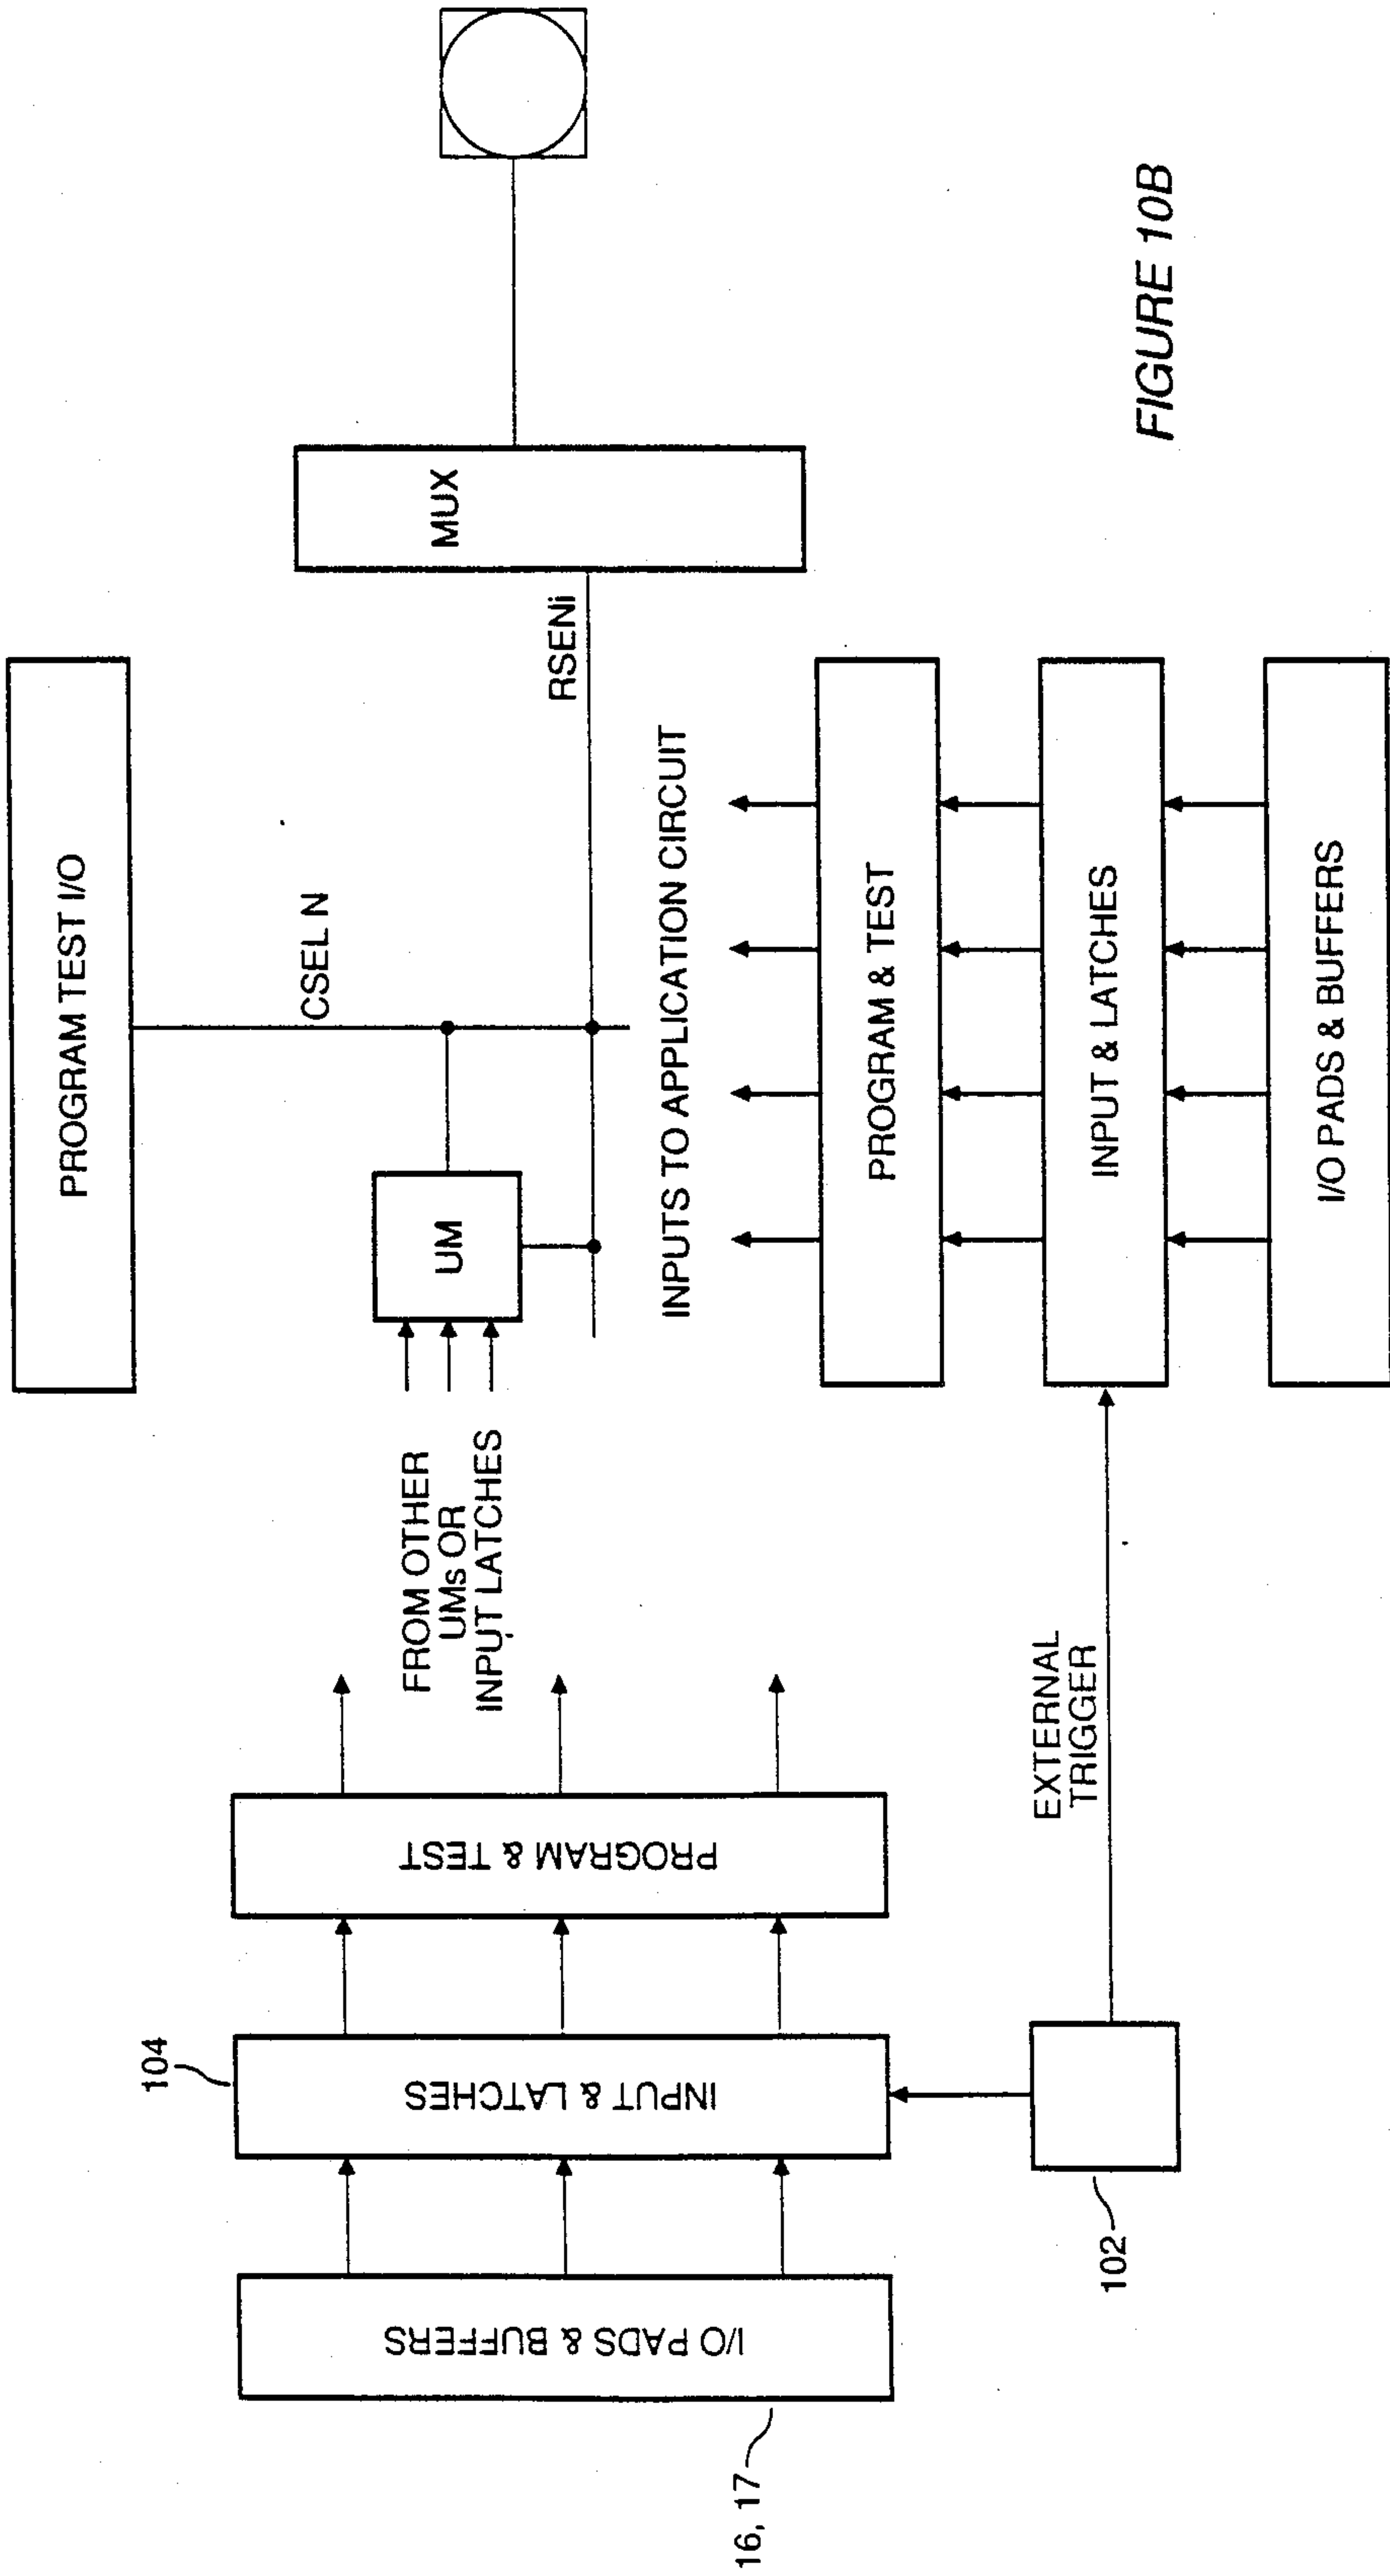 PROGRAM TEST I/O
CSEL N
MUX
RSENi
UM
FROM OTHER
UMs OR
INPUT LATCHES
INPUTS TO APPLICATION CIRCUIT
104
I/O PADS & BUFFERS
INPUT & LATCHES
PROGRAM & TEST
16, 17
102
EXTERNAL
TRIGGER
PROGRAM & TEST
INPUT & LATCHES
I/O PADS & BUFFERS
FIGURE 10B